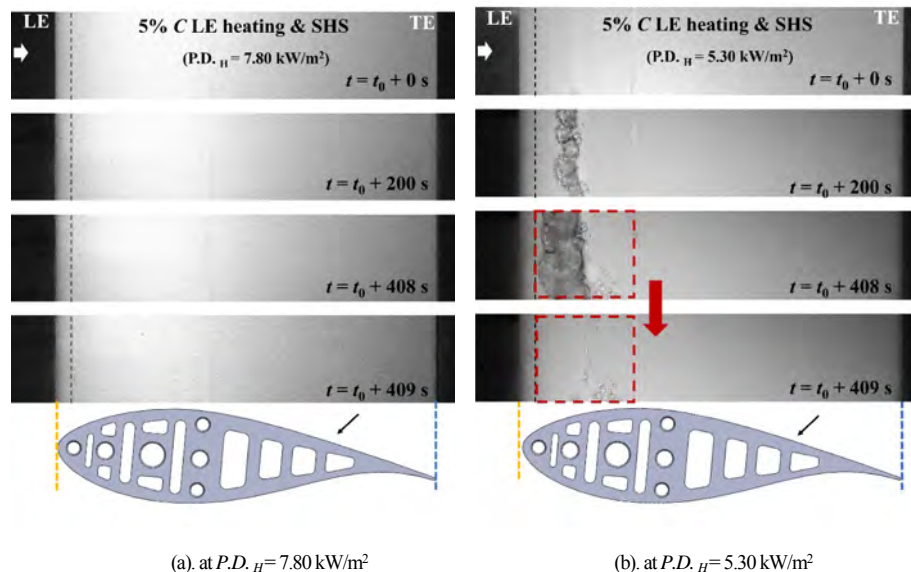 LE
5% C LE heating & SHS
TE
(P.D. H = 7.80 kW/m²)
t = t₀ + 0 s
t = t₀ + 200 s
t = t₀ + 408 s
t = t₀ + 409 s
(a). at P.D. H = 7.80 kW/m²
LE
5% C LE heating & SHS
TE
(P.D. H = 5.30 kW/m²)
t = t₀ + 0 s
t = t₀ + 200 s
t = t₀ + 408 s
t = t₀ + 409 s
(b). at P.D. H = 5.30 kW/m²